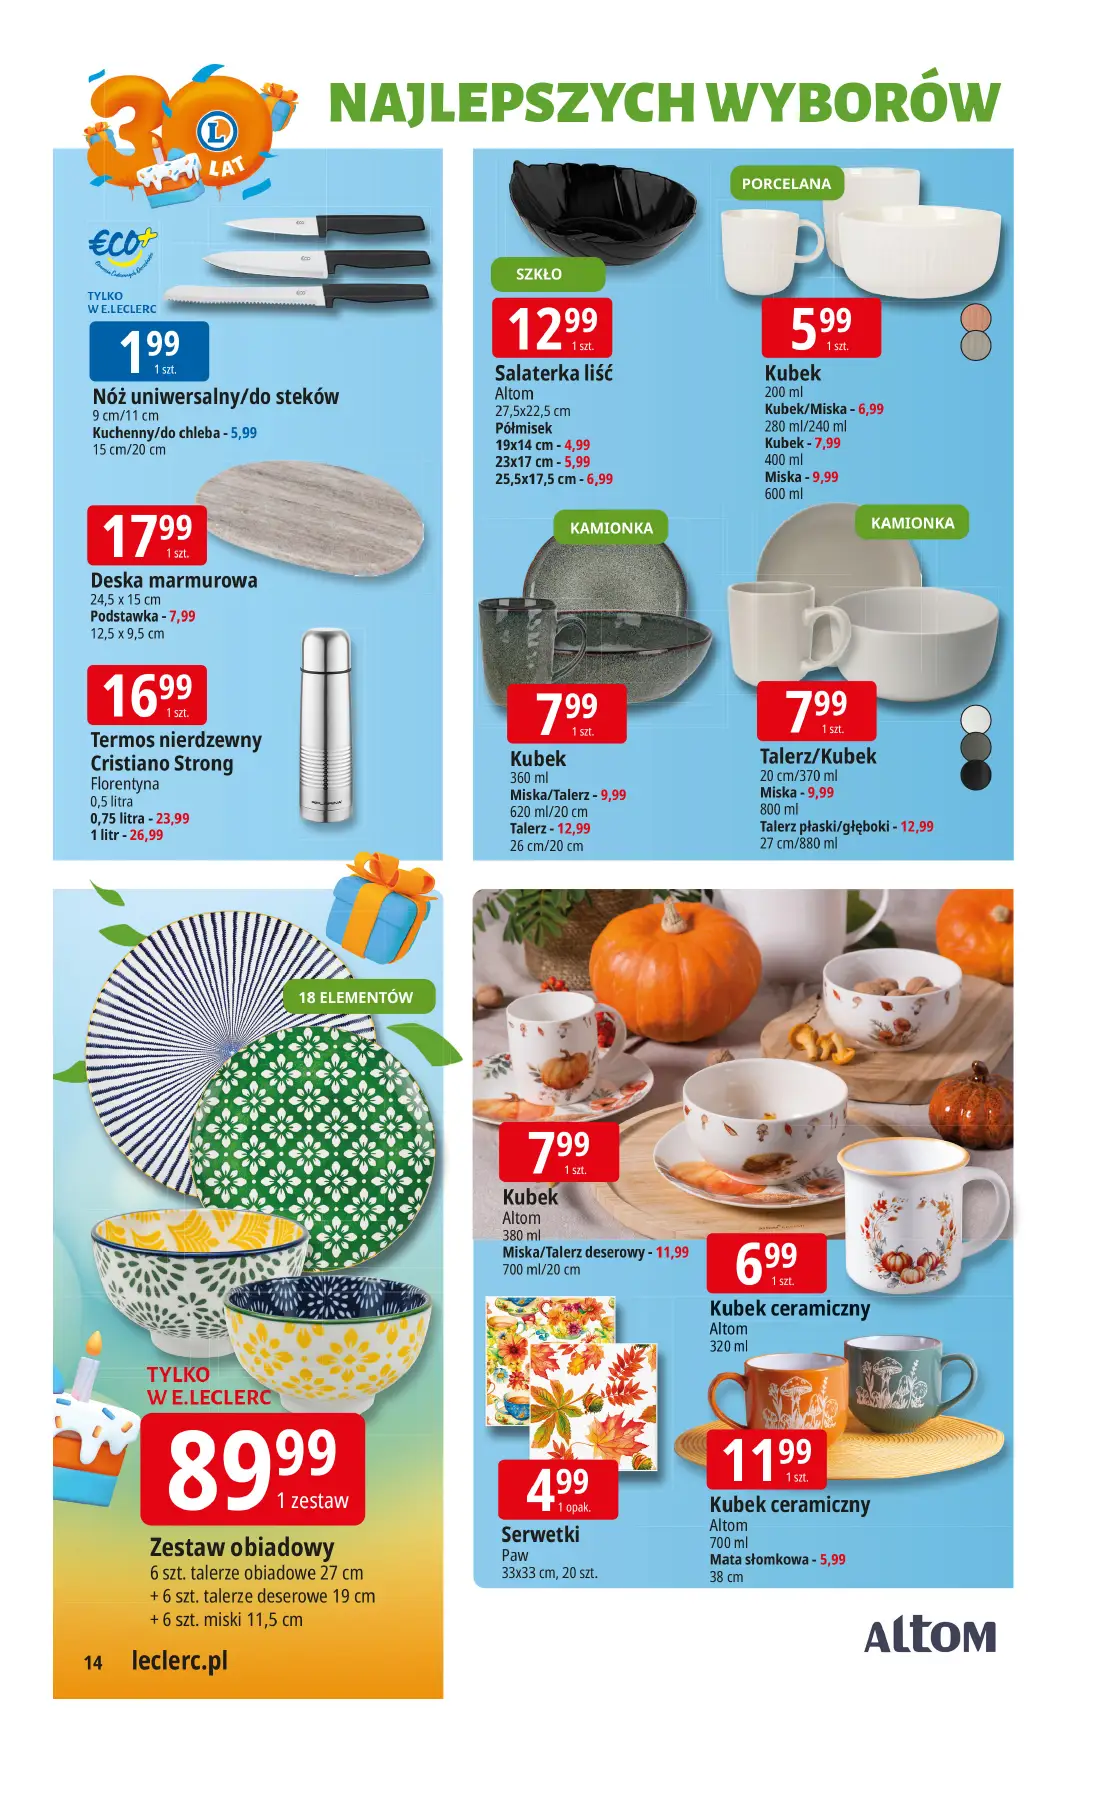 30 LAT
NAJLEPSZYCH WYBORÓW
€CO+
TYLKO
W E.LECLERC
1 99
1 szt.
Nóż uniwersalny/do steków
9 cm/11 cm
Kuchenny/do chleba - 5,99
15 cm/20 cm
17 99
1 szt.
Deska marmurowa
24,5 x 15 cm
Podstawka - 7,99
12,5 x 9,5 cm
16 99
1 szt.
Termos nierdzewny
Cristiano Strong
Florentyna
0,5 litra
0,75 litra - 23,99
1 litr - 26,99
SZKŁO
12 99
1 szt.
Salaterka liść
Altom
27,5x22,5 cm
Półmisek
19x14 cm - 4,99
23x17 cm - 5,99
25,5x17,5 cm - 6,99
PORCELANA
5 99
1 szt.
Kubek
200 ml
Kubek/Miska - 6,99
280 ml/240 ml
Kubek - 7,99
400 ml
Miska - 9,99
600 ml
KAMIONKA
7 99
1 szt.
Kubek
360 ml
Miska/Talerz - 9,99
620 ml/20 cm
Talerz - 12,99
26 cm/20 cm
KAMIONKA
7 99
1 szt.
Talerz/Kubek
20 cm/370 ml
Miska - 9,99
800 ml
Talerz płaski/głęboki - 12,99
27 cm/880 ml
18 ELEMENTÓW
TYLKO
W E.LECLERC
89 99
1 zestaw
Zestaw obiadowy
6 szt. talerze obiadowe 27 cm
+ 6 szt. talerze deserowe 19 cm
+ 6 szt. miski 11,5 cm
14 leclerc.pl
7 99
1 szt.
Kubek
Altom
380 ml
Miska/Talerz deserowy - 11,99
700 ml/20 cm
6 99
1 szt.
Kubek ceramiczny
Altom
320 ml
4 99
1 opak.
Serwetki
Paw
33x33 cm, 20 szt.
11 99
1 szt.
Kubek ceramiczny
Altom
700 ml
Mata słomkowa - 5,99
38 cm
ALTOM